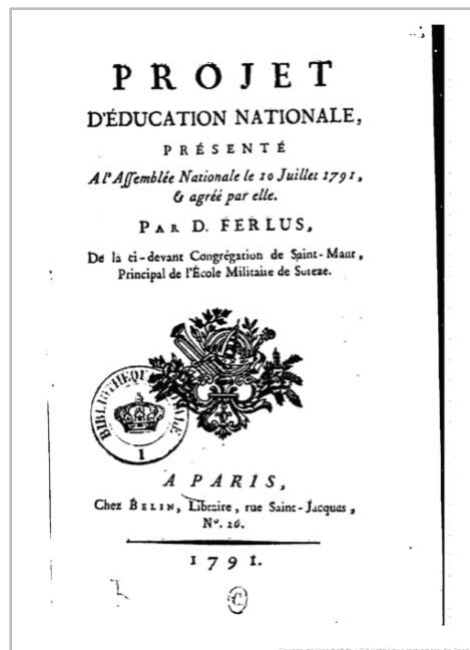 PROJET
D'ÉDUCATION NATIONALE,
PRÉSENTÉ
A l'Assemblée Nationale le 10 Juillet 1791,
& agréé par elle.
PAR D. FERLUS,
De la ci-devant Congrégation de Saint-Maur,
Principal de l'École Militaire de Soreze.
BIBLIOTHEQUE
I
A PARIS,
Chez BELIN, Libraire, rue Saint-Jacques,
N°. 26.
1791.
C